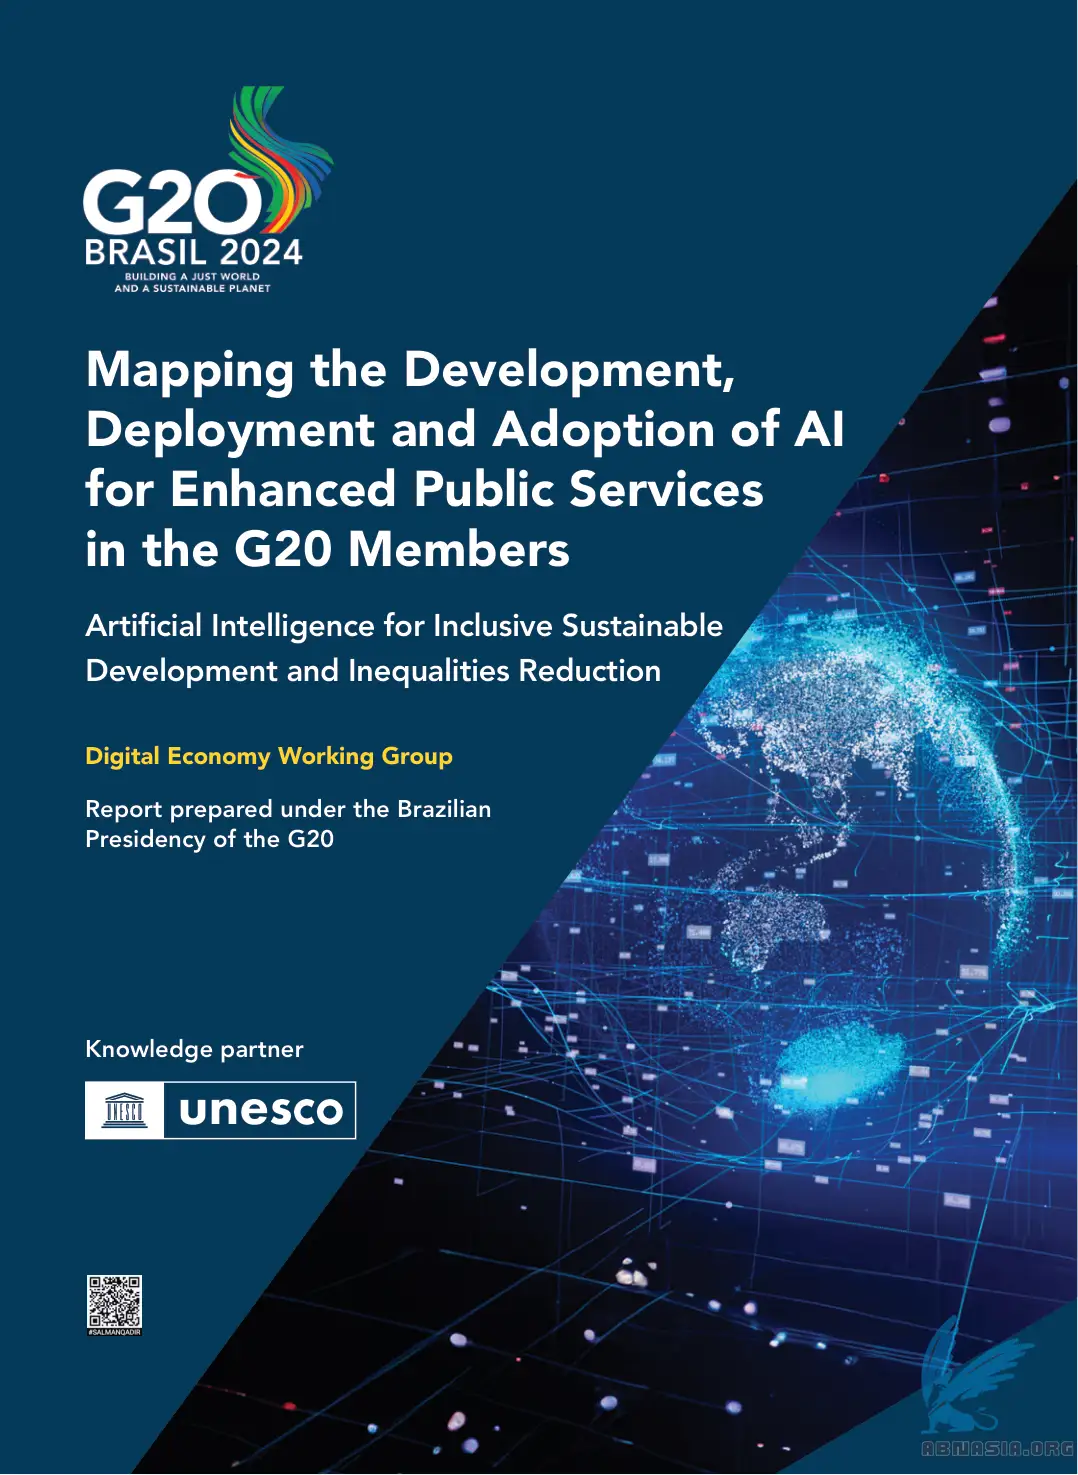 G20
BRASIL 2024
BUILDING A JUST WORLD
AND A SUSTAINABLE PLANET
Mapping the Development,
Deployment and Adoption of AI
for Enhanced Public Services
in the G20 Members
Artificial Intelligence for Inclusive Sustainable
Development and Inequalities Reduction
Digital Economy Working Group
Report prepared under the Brazilian
Presidency of the G20
Knowledge partner
UNESCO
unesco
#SALMANQADIR
ABNASIA.ORG